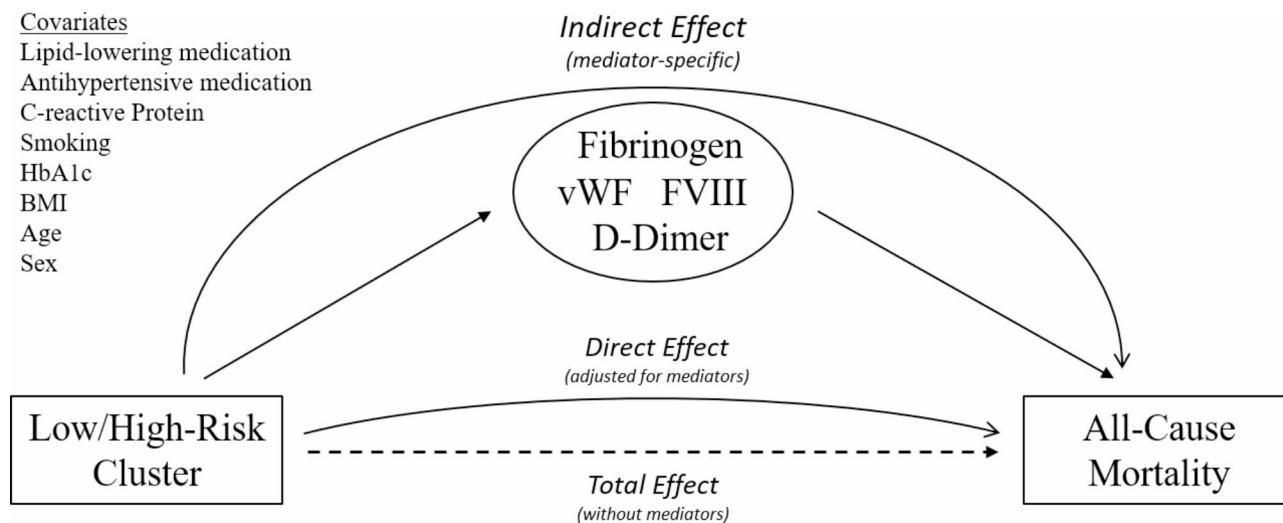 Covariates
Lipid-lowering medication
Antihypertensive medication
C-reactive Protein
Smoking
HbA1c
BMI
Age
Sex
Indirect Effect
(mediator-specific)
Fibrinogen
vWF FVIII
D-Dimer
Direct Effect
(adjusted for mediators)
Low/High-Risk
Cluster
All-Cause
Mortality
Total Effect
(without mediators)